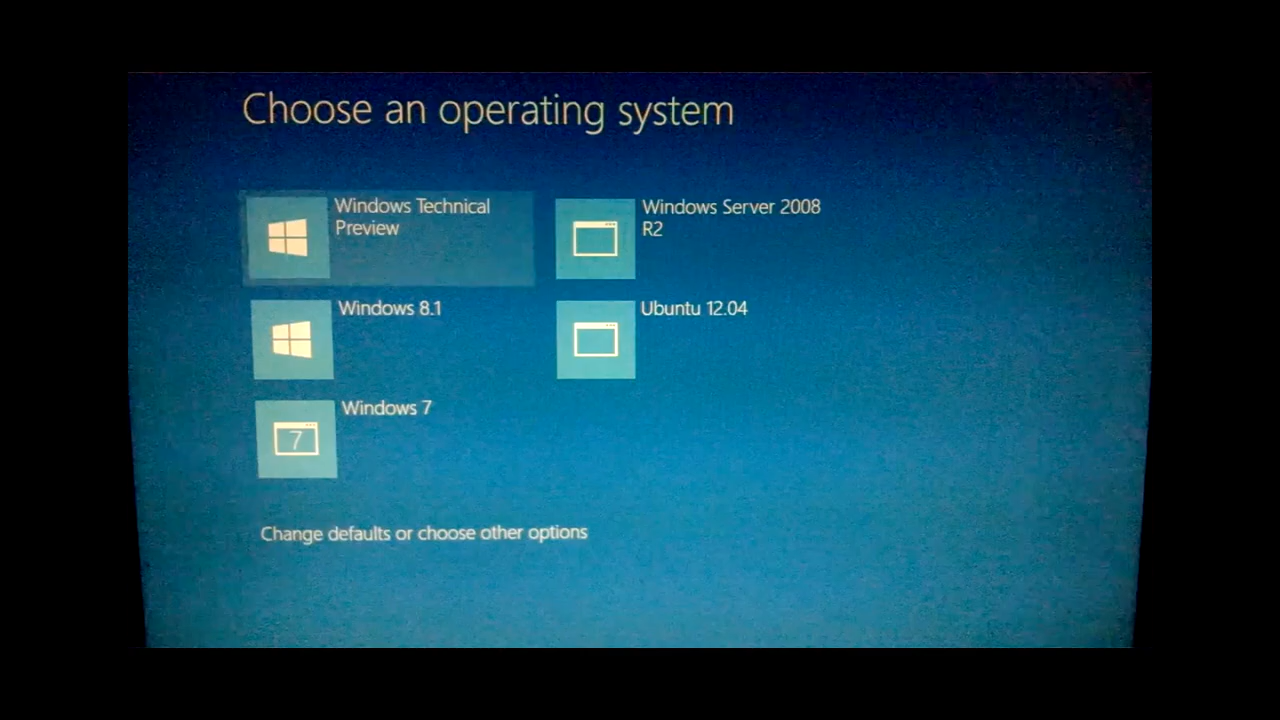 Choose an operating system
Windows Technical
Preview
Windows 8.1
7
Windows 7
Windows Server 2008
R2
Ubuntu 12.04
Change defaults or choose other options